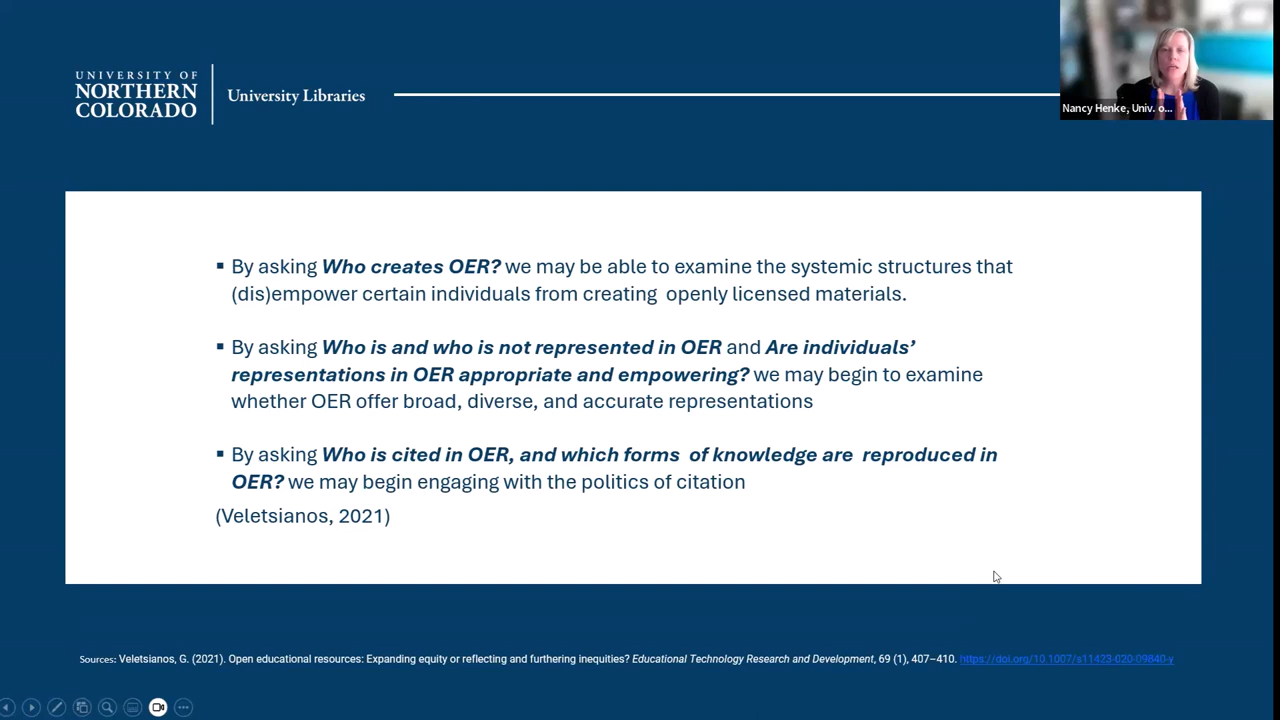 UNIVERSITY OF
NORTHERN
COLORADO
University Libraries
Nancy Henke, Univ. o...
▪ By asking Who creates OER? we may be able to examine the systemic structures that
(dis)empower certain individuals from creating openly licensed materials.
▪ By asking Who is and who is not represented in OER and Are individuals’
representations in OER appropriate and empowering? we may begin to examine
whether OER offer broad, diverse, and accurate representations
▪ By asking Who is cited in OER, and which forms of knowledge are reproduced in
OER? we may begin engaging with the politics of citation
(Veletsianos, 2021)
Sources: Veletsianos, G. (2021). Open educational resources: Expanding equity or reflecting and furthering inequities? Educational Technology Research and Development, 69 (1), 407–410. https://doi.org/10.1007/s11423-020-09840-y